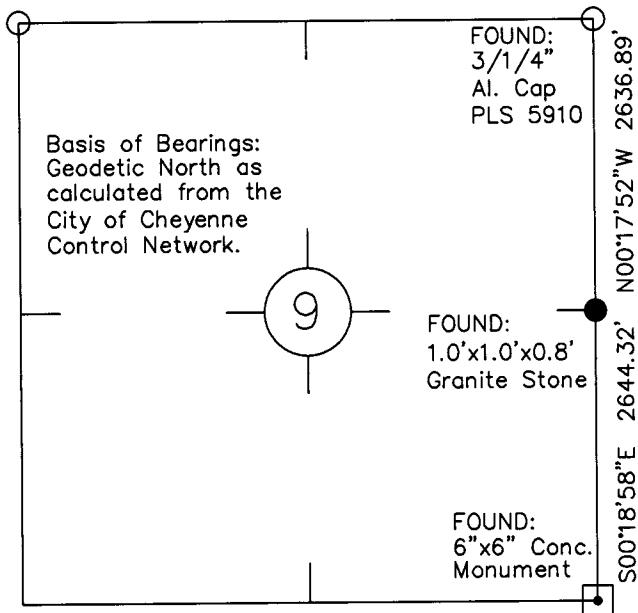 FOUND:
3/1/4"
Al. Cap
PLS 5910
N00°17'52"W 2636.89'
Basis of Bearings:
Geodetic North as
calculated from the
City of Cheyenne
Control Network.
9
FOUND:
1.0'x1.0'x0.8'
Granite Stone
S00°18'58"E 2644.32'
FOUND:
6"x6" Conc.
Monument